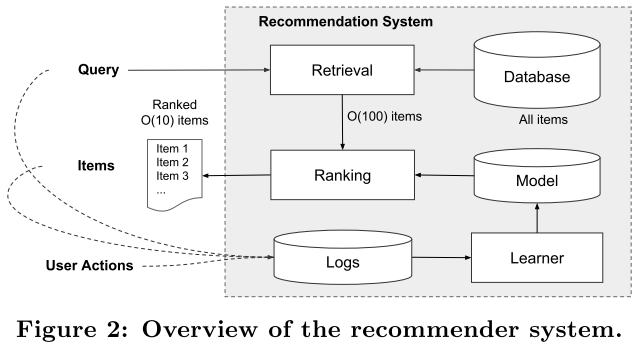 Recommendation System
Query
Retrieval
Database
All items
O(100) items
Ranked
O(10) items
Item 1
Item 2
Item 3
...
Items
Ranking
Model
User Actions
Logs
Learner
Figure 2: Overview of the recommender system.